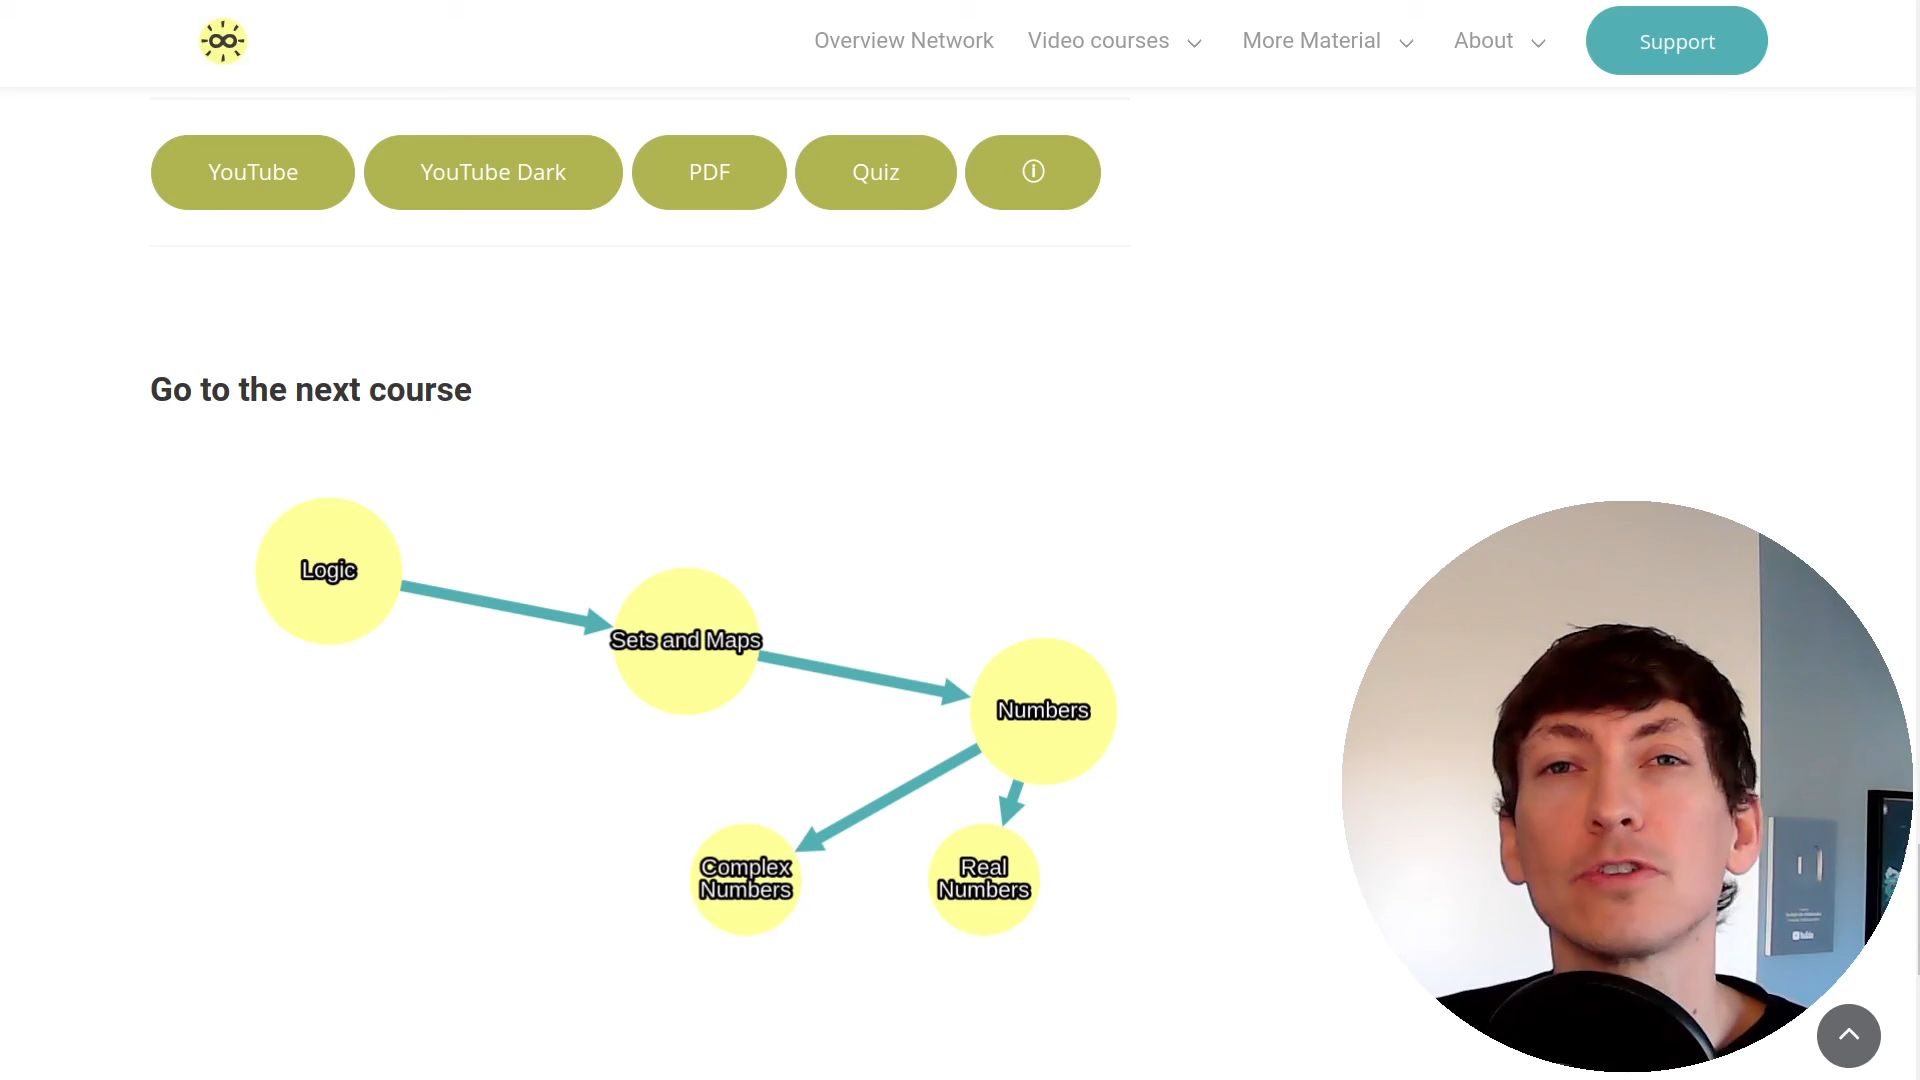 Overview Network
Video courses
More Material
About
Support
YouTube
YouTube Dark
PDF
Quiz
Go to the next course
Logic
Sets and Maps
Numbers
Complex
Numbers
Real
Numbers
YouTube